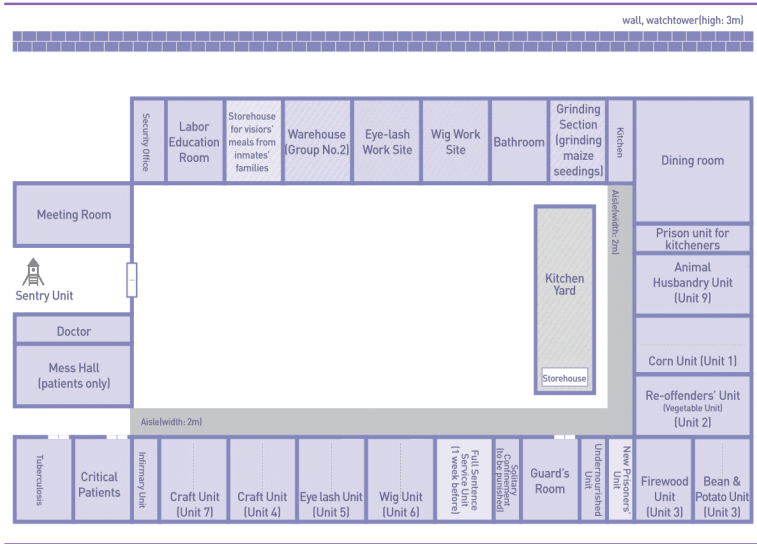 wall, watchtower(high: 3m)
Security Office
Labor
Education
Room
Storehouse
for visiors'
meals from
inmates'
families
Warehouse
(Group No.2)
Eye-lash
Work Site
Wig Work
Site
Bathroom
Grinding
Section
(grinding
maize
seedings)
Kitchen
Dining room
Meeting Room
Aisle(width: 2m)
Prison unit for
kitcheners
Sentry Unit
Kitchen
Yard
Animal
Husbandry Unit
(Unit 9)
Doctor
Mess Hall
(patients only)
Storehouse
Corn Unit (Unit 1)
Re-offenders' Unit
(Vegetable Unit)
(Unit 2)
Aisle(width: 2m)
Tuberculosis
Critical
Patients
Infirmary Unit
Craft Unit
(Unit 7)
Craft Unit
(Unit 4)
Eye lash Unit
(Unit 5)
Wig Unit
(Unit 6)
Full Sentence
Service Unit
(1 week before)
Solitary
Confinement
(to be punished)
Guard's
Room
Undernourished
Unit
New Prisoners'
Unit
Firewood
Unit
(Unit 3)
Bean &
Potato Unit
(Unit 3)